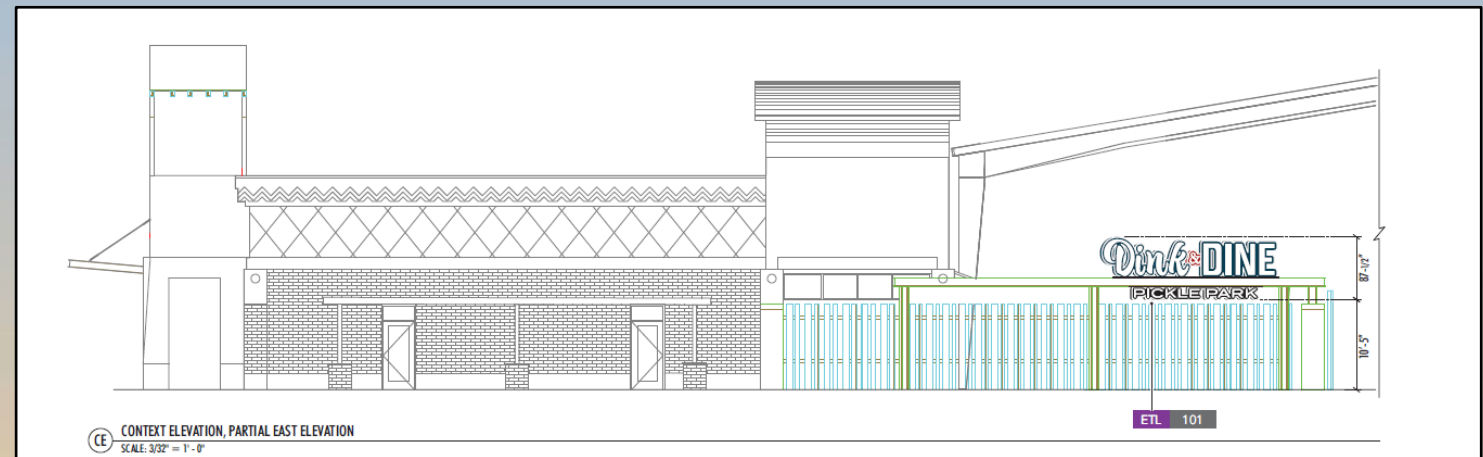 Dink & DINE
PICKLE PARK
87-1/2"
10'-5"
ETL 101
CE CONTEXT ELEVATION, PARTIAL EAST ELEVATION
SCALE: 3/32" = 1' - 0"